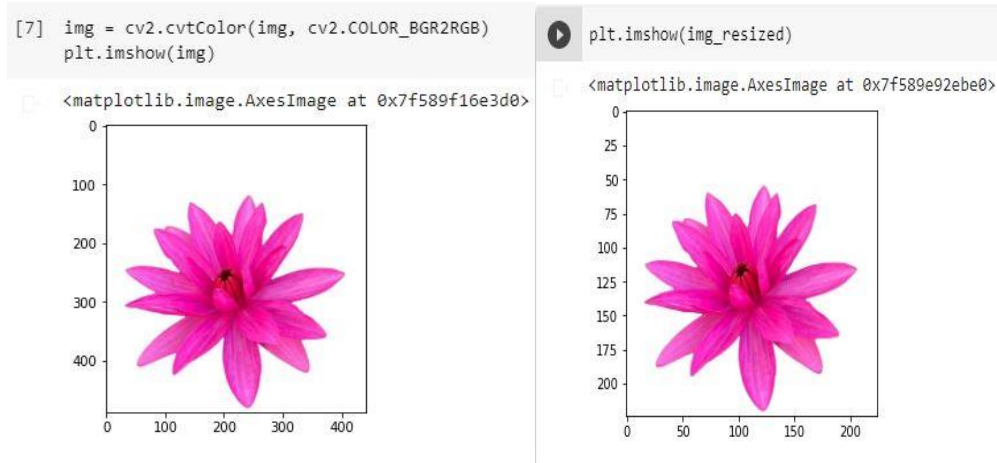 [7] img = cv2.cvtColor(img, cv2.COLOR_BGR2RGB)
plt.imshow(img)
<matplotlib.image.AxesImage at 0x7f589f16e3d0>
0
100
200
300
400
0 100 200 300 400
plt.imshow(img_resized)
<matplotlib.image.AxesImage at 0x7f589e92ebe0>
0
25
50
75
100
125
150
175
200
0 50 100 150 200